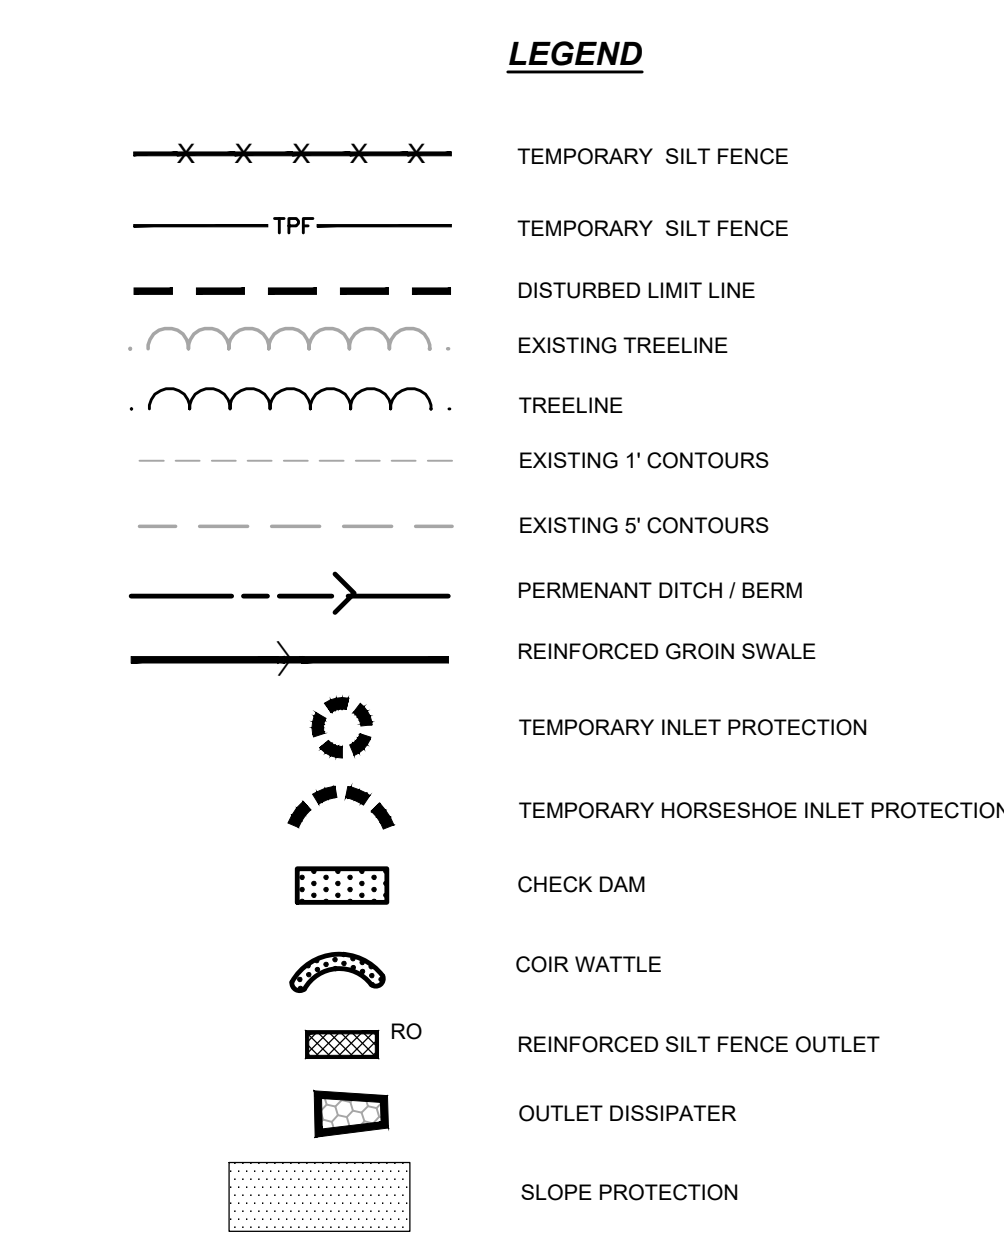 LEGEND
X X X X X TEMPORARY SILT FENCE
TPF TEMPORARY SILT FENCE
DISTURBED LIMIT LINE
EXISTING TREELINE
TREELINE
EXISTING 1' CONTOURS
EXISTING 5' CONTOURS
PERMENANT DITCH / BERM
REINFORCED GROIN SWALE
TEMPORARY INLET PROTECTION
TEMPORARY HORSESHOE INLET PROTECTION
CHECK DAM
COIR WATTLE
RO
REINFORCED SILT FENCE OUTLET
OUTLET DISSIPATER
SLOPE PROTECTION